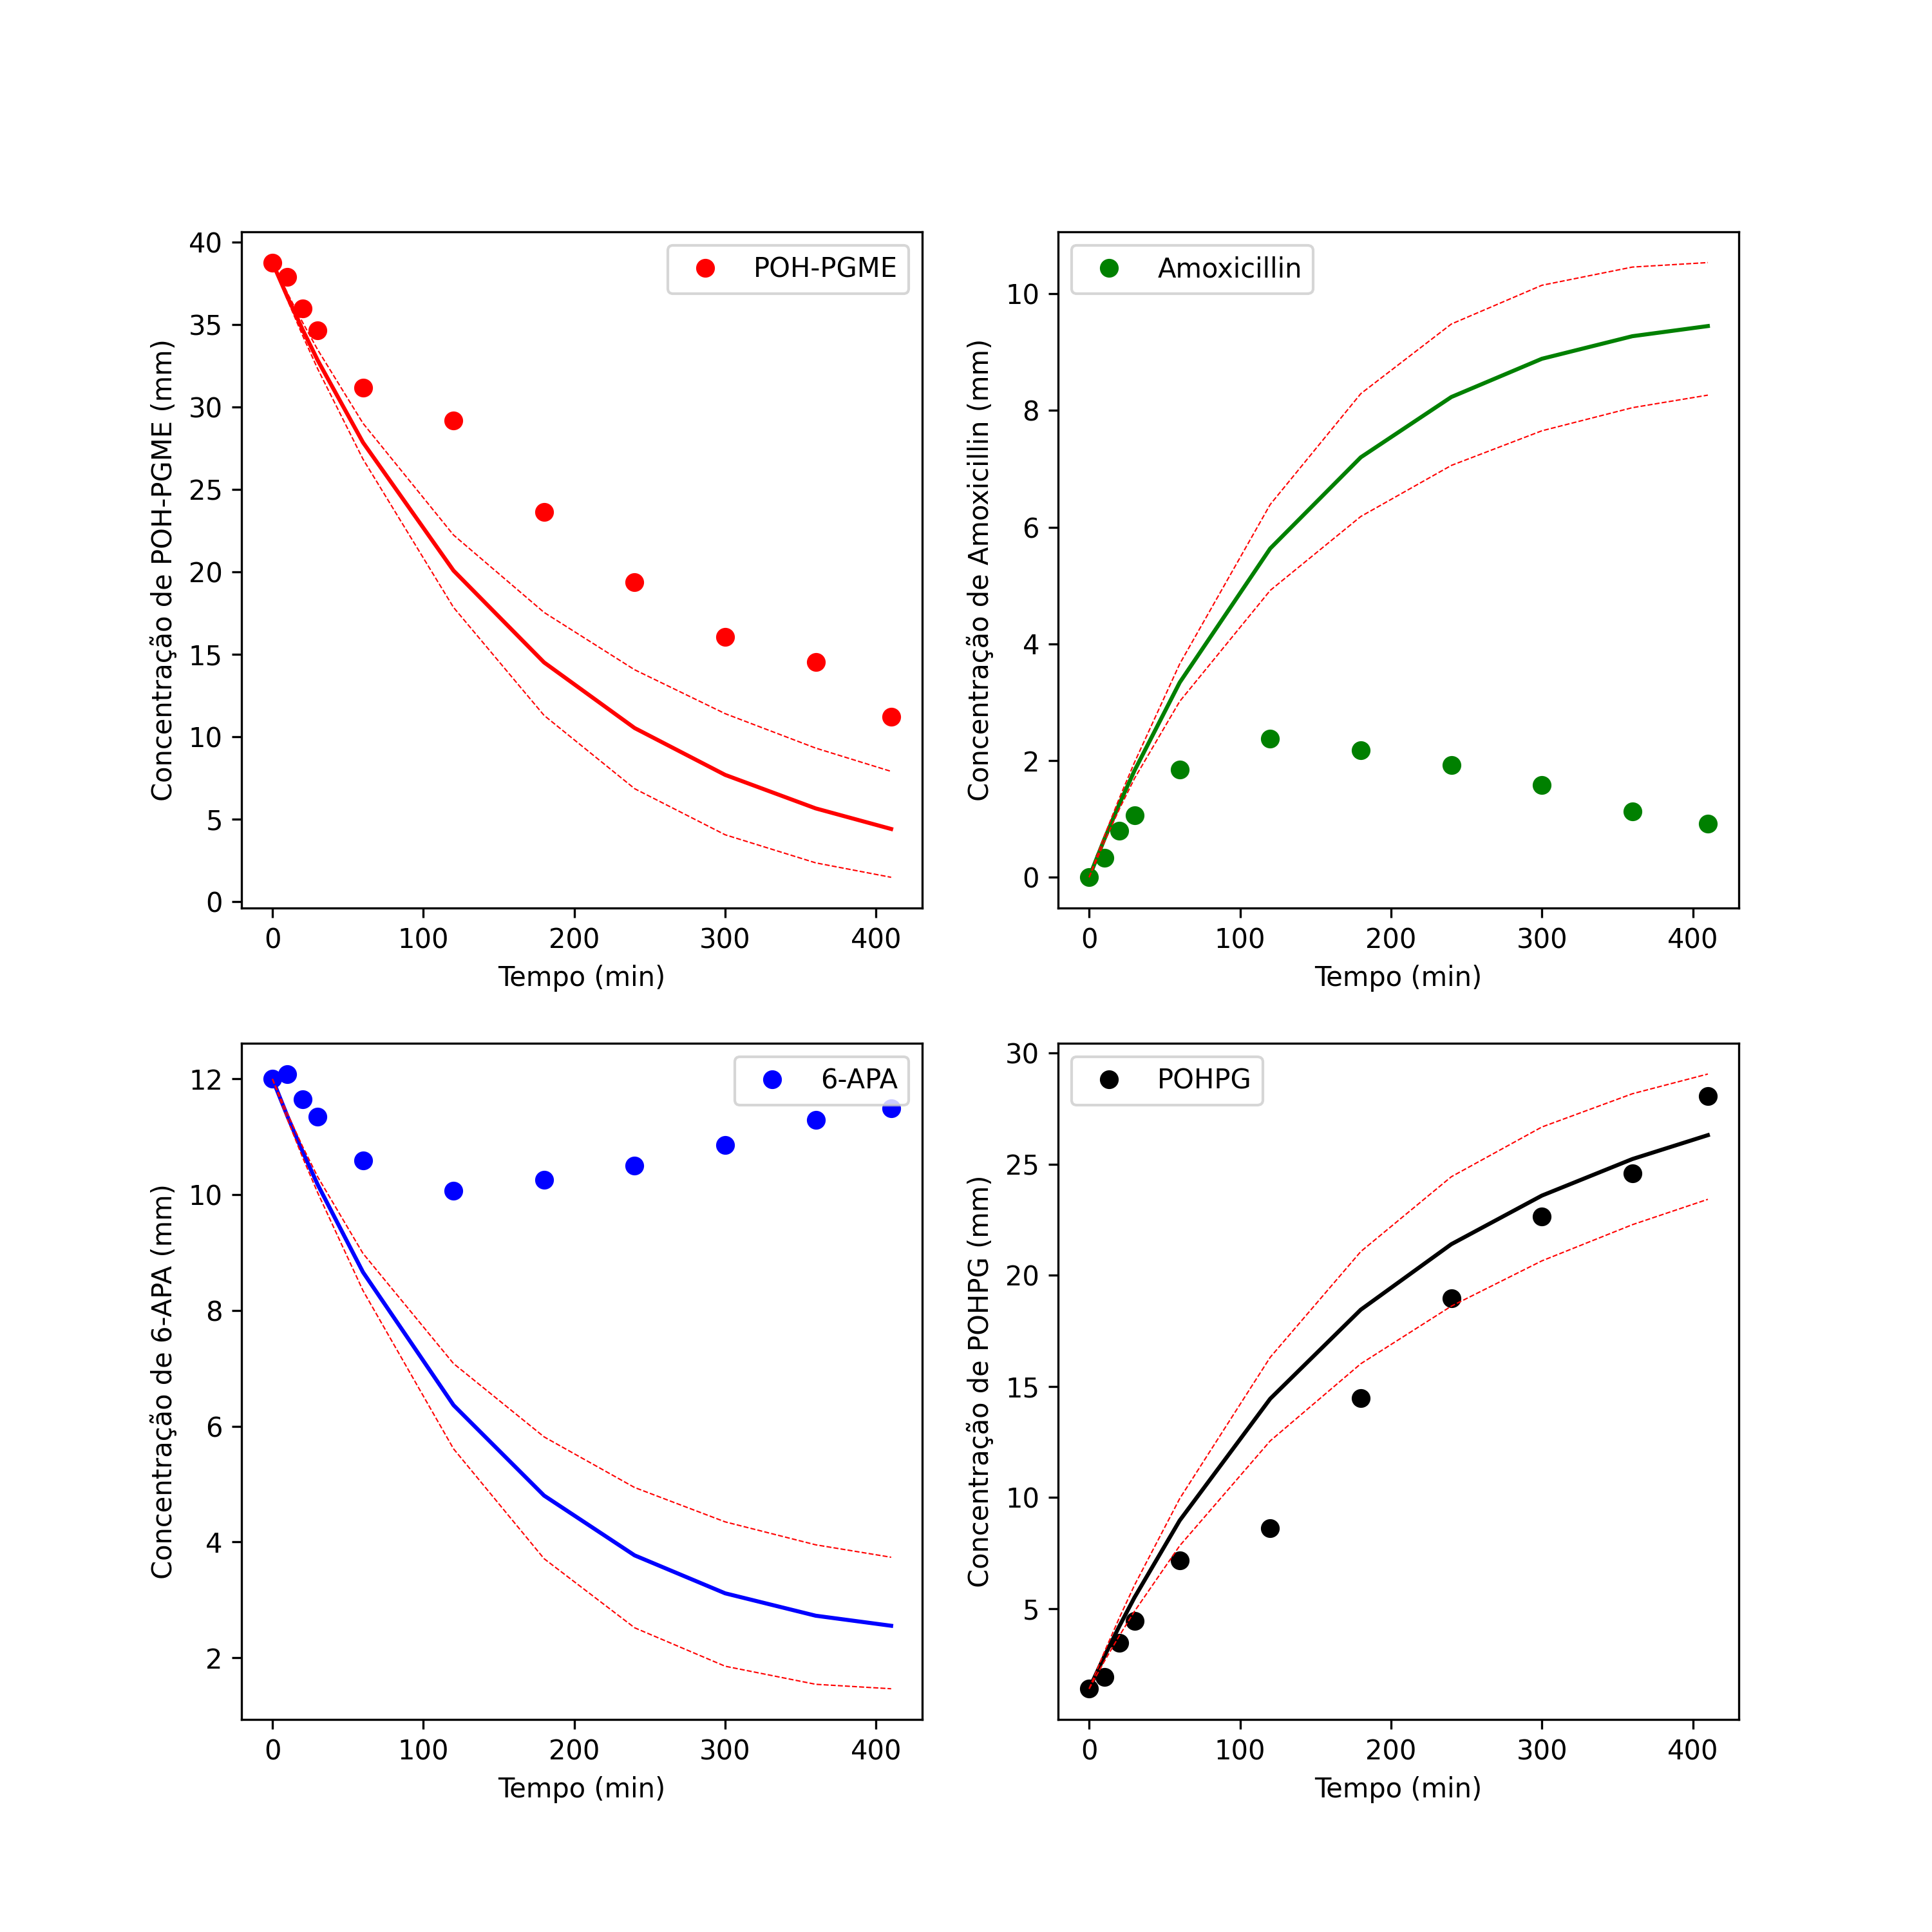 POH-PGME
Concentração de POH-PGME (mm)
40
35
30
25
20
15
10
5
0
0 100 200 300 400
Tempo (min)
Amoxicillin
Concentração de Amoxicillin (mm)
10
8
6
4
2
0
0 100 200 300 400
Tempo (min)
6-APA
Concentração de 6-APA (mm)
12
10
8
6
4
2
0 100 200 300 400
Tempo (min)
POHPG
Concentração de POHPG (mm)
30
25
20
15
10
5
0 100 200 300 400
Tempo (min)